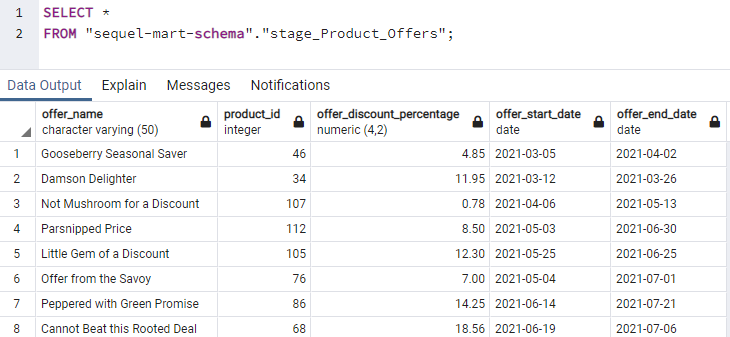 1 SELECT *
2 FROM "sequel-mart-schema"."stage_Product_Offers";
Data Output Explain Messages Notifications
offer_name product_id offer_discount_percentage offer_start_date offer_end_date
character varying (50) integer numeric (4,2) date date
1 Gooseberry Seasonal Saver 46 4.85 2021-03-05 2021-04-02
2 Damson Delighter 34 11.95 2021-03-12 2021-03-26
3 Not Mushroom for a Discount 107 0.78 2021-04-06 2021-05-13
4 Parsnipped Price 112 8.50 2021-05-03 2021-06-30
5 Little Gem of a Discount 105 12.30 2021-05-25 2021-06-25
6 Offer from the Savoy 76 7.00 2021-05-04 2021-07-01
7 Peppered with Green Promise 86 14.25 2021-06-14 2021-07-21
8 Cannot Beat this Rooted Deal 68 18.56 2021-06-19 2021-07-06